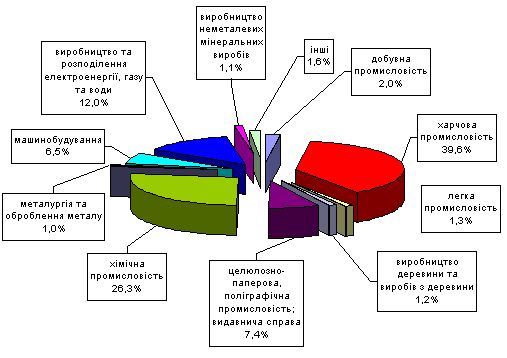 виробництво
неметалевих
мінеральних
виробів
1,1%
інші
1,6%
добувна
промисловість
2,0%
виробництво та
розподілення
електроенергії, газу
та води
12,0%
харчова
промисловість
39,6%
машинобудування
6,5%
легка
промисловість
1,3%
металургія та
оброблення металу
1,0%
хімічна
промисловість
26,3%
целюлозно-
паперова,
поліграфічна
промисловість;
видавнича справа
7,4%
виробництво
деревини та
виробів з деревини
1,2%